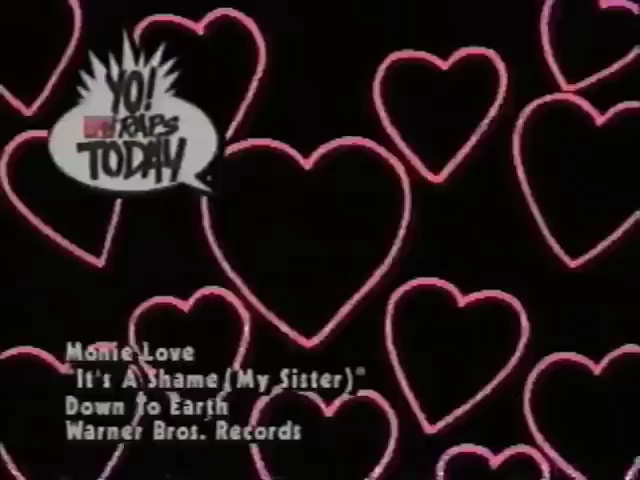 YO!
MTV RAPS
TODAY
Monie Love
"It's A Shame (My Sister)"
Down To Earth
Warner Bros. Records